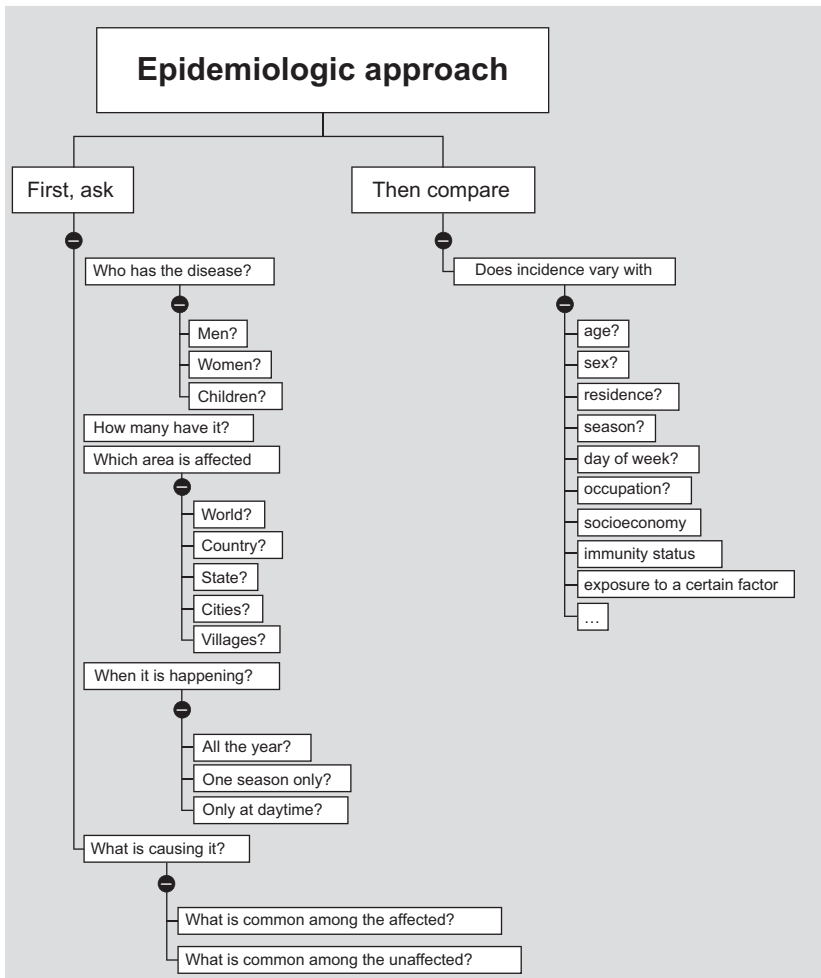 Epidemiologic approach
First, ask
Who has the disease?
Men?
Women?
Children?
How many have it?
Which area is affected
World?
Country?
State?
Cities?
Villages?
When it is happening?
All the year?
One season only?
Only at daytime?
What is causing it?
What is common among the affected?
What is common among the unaffected?
Then compare
Does incidence vary with
age?
sex?
residence?
season?
day of week?
occupation?
socioeconomy
immunity status
exposure to a certain factor
...